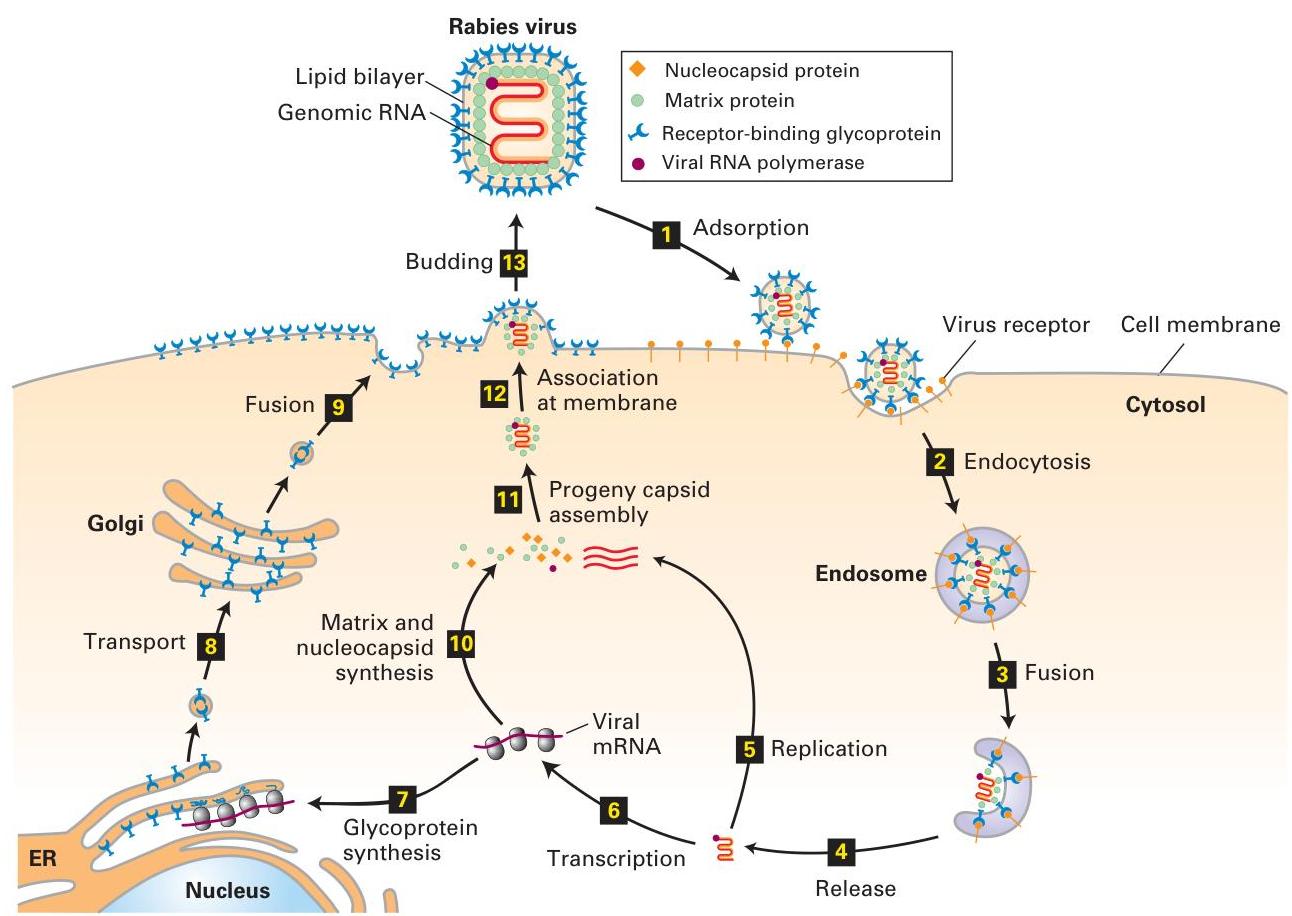 Rabies virus
Lipid bilayer
Genomic RNA
Nucleocapsid protein
Matrix protein
Receptor-binding glycoprotein
Viral RNA polymerase
1 Adsorption
Budding 13
Virus receptor
Cell membrane
Cytosol
12 Association
at membrane
Fusion 9
2 Endocytosis
11 Progeny capsid
assembly
Golgi
Endosome
Transport 8
Matrix and
nucleocapsid
synthesis
10
3 Fusion
Viral
mRNA
5 Replication
7
Glycoprotein
synthesis
6
Transcription
4
Release
ER
Nucleus